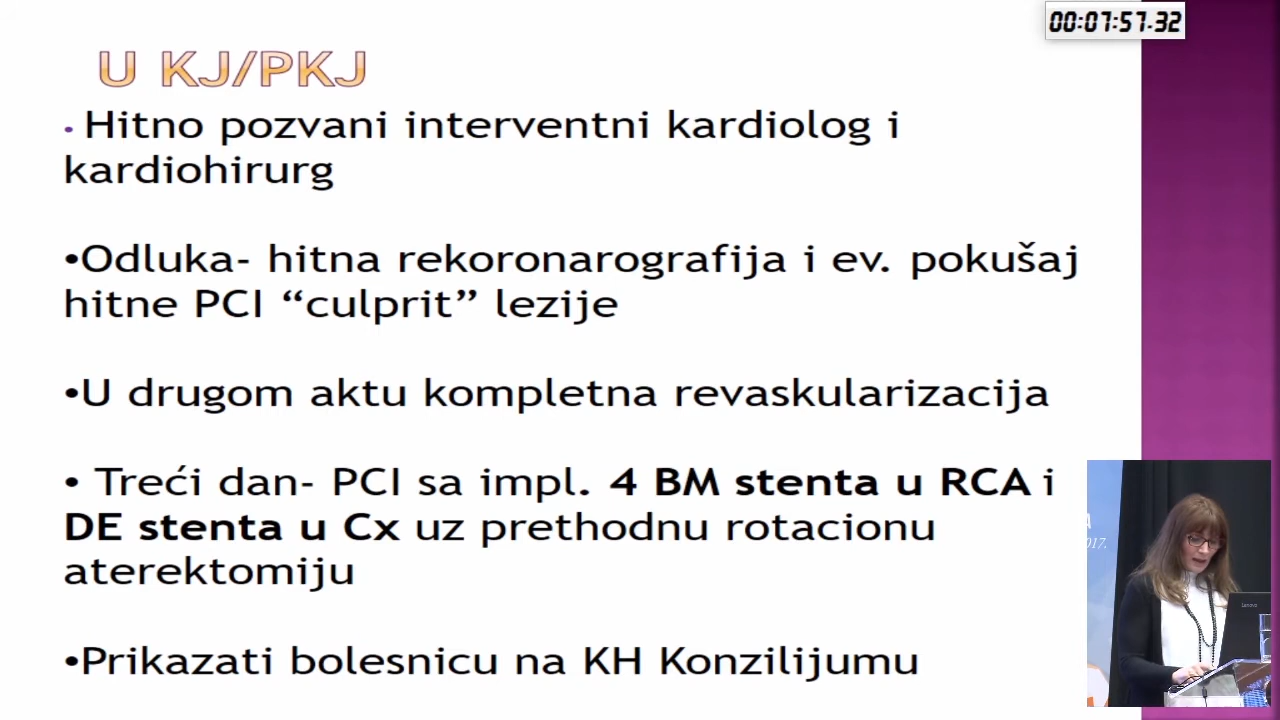 00:07:57.32
U KJ/PKJ
• Hitno pozvani interventni kardiolog i
kardiohirurg
•Odluka- hitna rekoronarografija i ev. pokušaj
hitne PCI “culprit” lezije
•U drugom aktu kompletna revaskularizacija
• Treći dan- PCI sa impl. 4 BM stenta u RCA i
DE stenta u Cx uz prethodnu rotacionu
aterektomiju
•Prikazati bolesnicu na KH Konzilijumu
A
017.
Lenovo